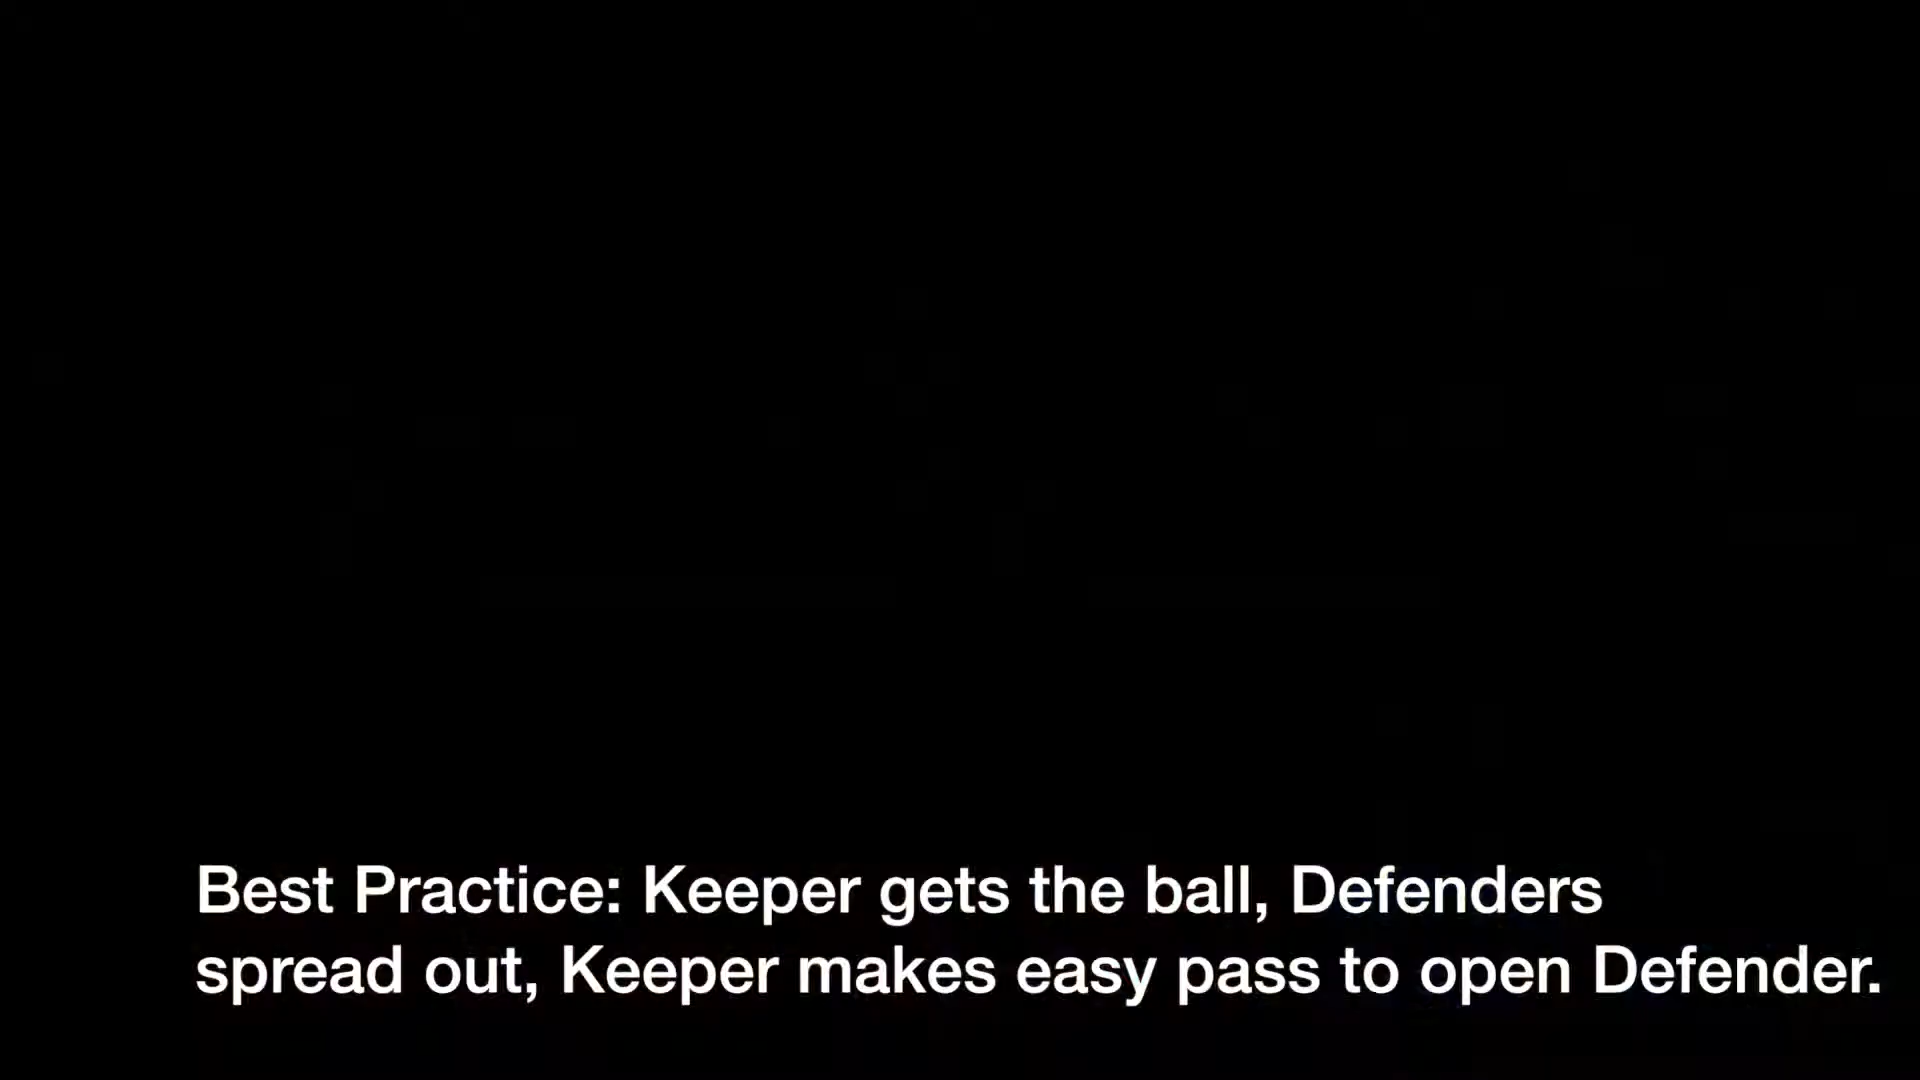 Best Practice: Keeper gets the ball, Defenders
spread out, Keeper makes easy pass to open Defender.